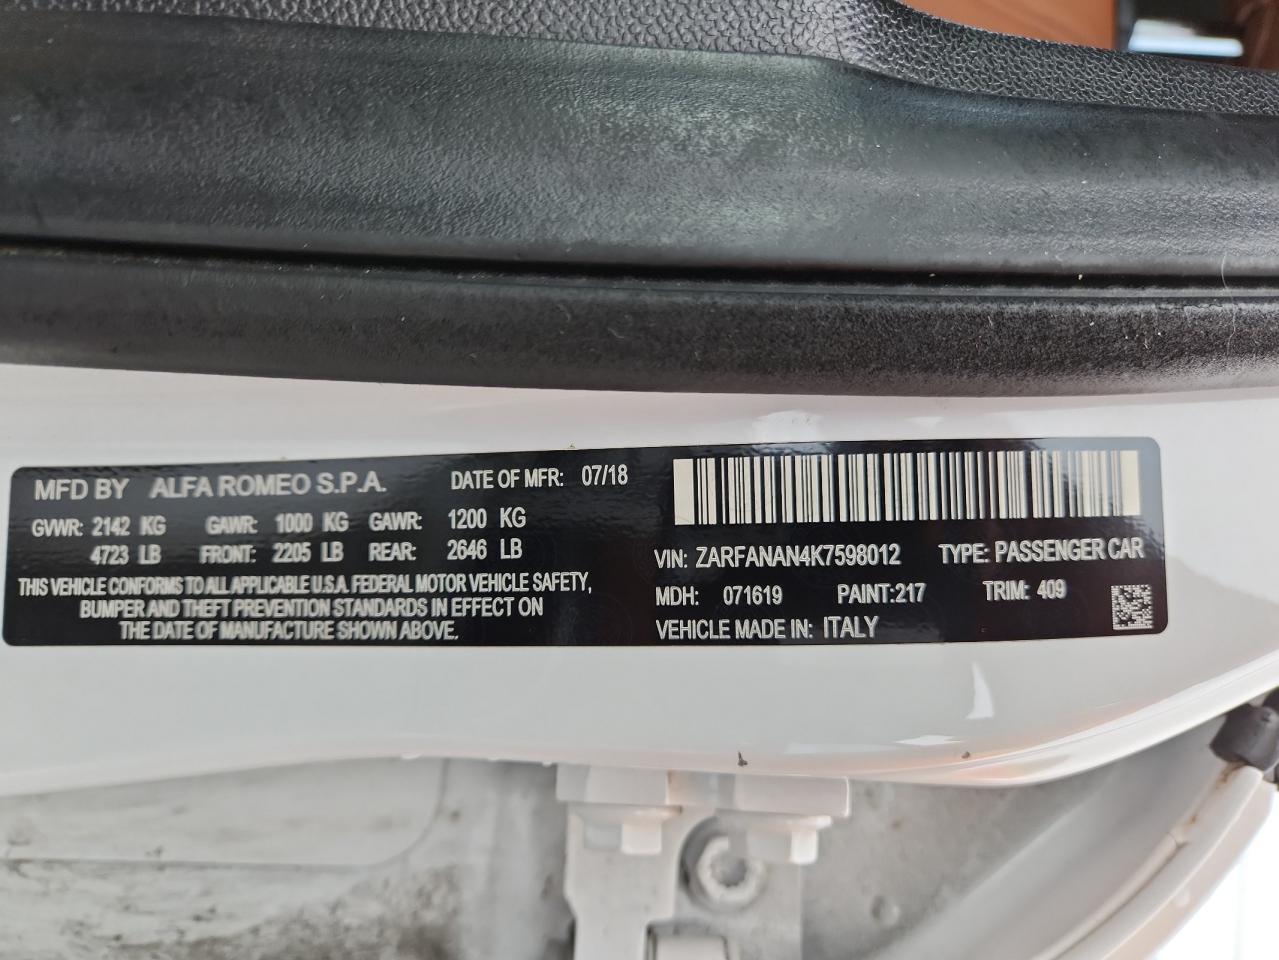 MFD BY ALFA ROMEO S.P.A. DATE OF MFR: 07/18
GVWR: 2142 KG GAWR: 1000 KG GAWR: 1200 KG
4723 LB FRONT: 2205 LB REAR: 2646 LB
THIS VEHICLE CONFORMS TO ALL APPLICABLE U.S.A. FEDERAL MOTOR VEHICLE SAFETY,
BUMPER AND THEFT PREVENTION STANDARDS IN EFFECT ON
THE DATE OF MANUFACTURE SHOWN ABOVE.
VIN: ZARFANAN4K7598012 TYPE: PASSENGER CAR
MDH: 071619 PAINT:217 TRIM: 409
VEHICLE MADE IN: ITALY